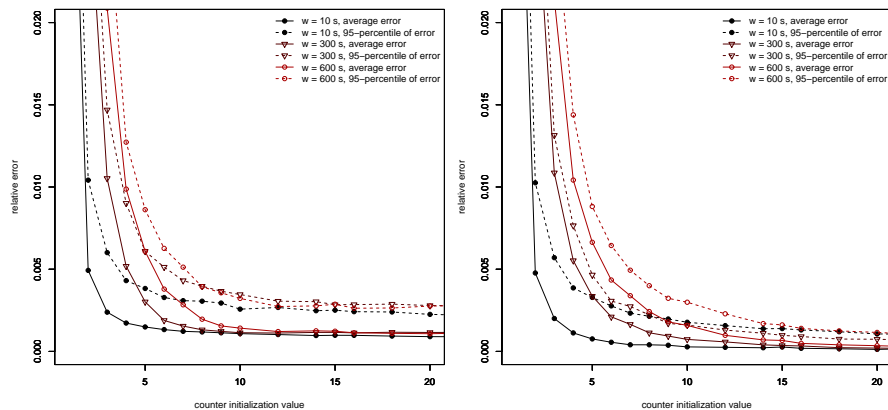 w = 10 s, average error
w = 10 s, 95−percentile of error
w = 300 s, average error
w = 300 s, 95−percentile of error
w = 600 s, average error
w = 600 s, 95−percentile of error
0.020
0.015
0.010
0.005
0.000
relative error
5 10 15 20
counter initialization value
w = 10 s, average error
w = 10 s, 95−percentile of error
w = 300 s, average error
w = 300 s, 95−percentile of error
w = 600 s, average error
w = 600 s, 95−percentile of error
0.020
0.015
0.010
0.005
0.000
relative error
5 10 15 20
counter initialization value